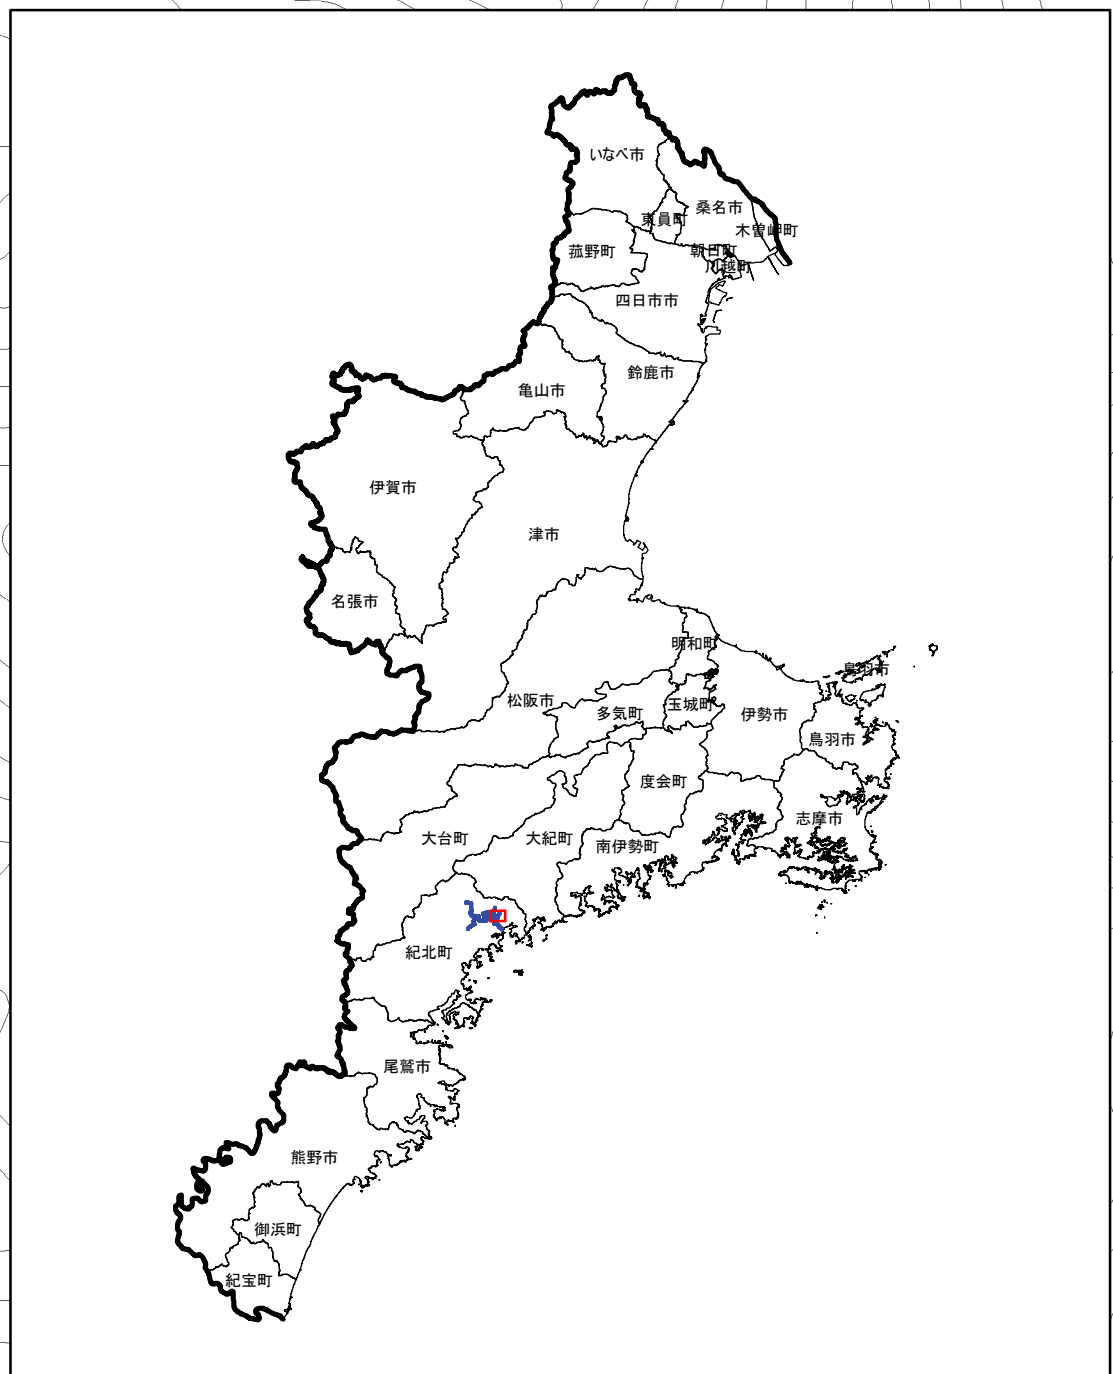 いなべ市
桑名市
東員町
木曽岬町
菰野町
朝日町
川越町
四日市市
鈴鹿市
亀山市
伊賀市
津市
名張市
明和町
鳥羽市
松阪市
玉城町
多気町
伊勢市
鳥羽市
度会町
志摩市
大台町
大紀町
南伊勢町
紀北町
尾鷲市
熊野市
御浜町
紀宝町